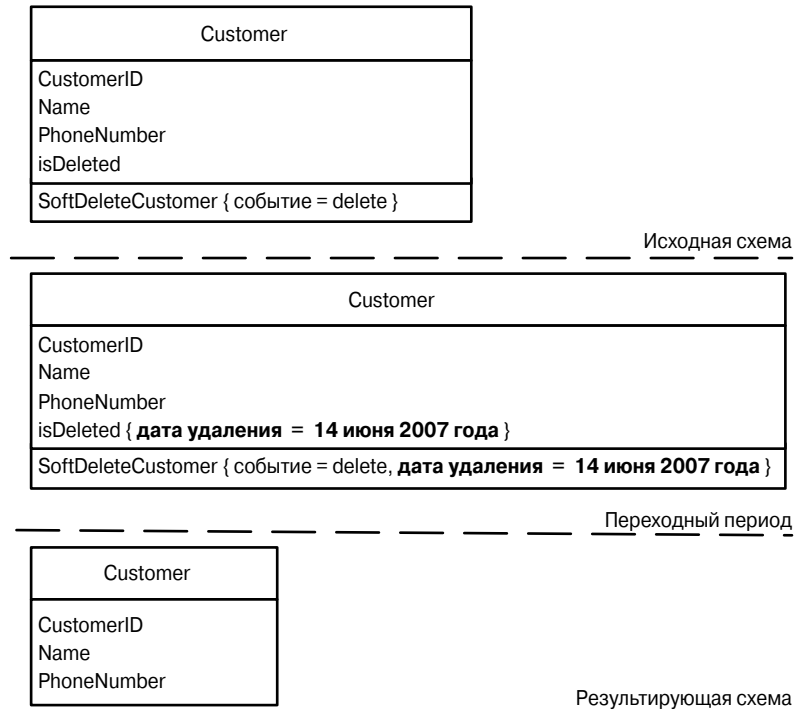 Customer
CustomerID
Name
PhoneNumber
isDeleted
SoftDeleteCustomer { событие = delete }
Исходная схема
Customer
CustomerID
Name
PhoneNumber
isDeleted { дата удаления = 14 июня 2007 года }
SoftDeleteCustomer { событие = delete, дата удаления = 14 июня 2007 года }
Переходный период
Customer
CustomerID
Name
PhoneNumber
Результирующая схема